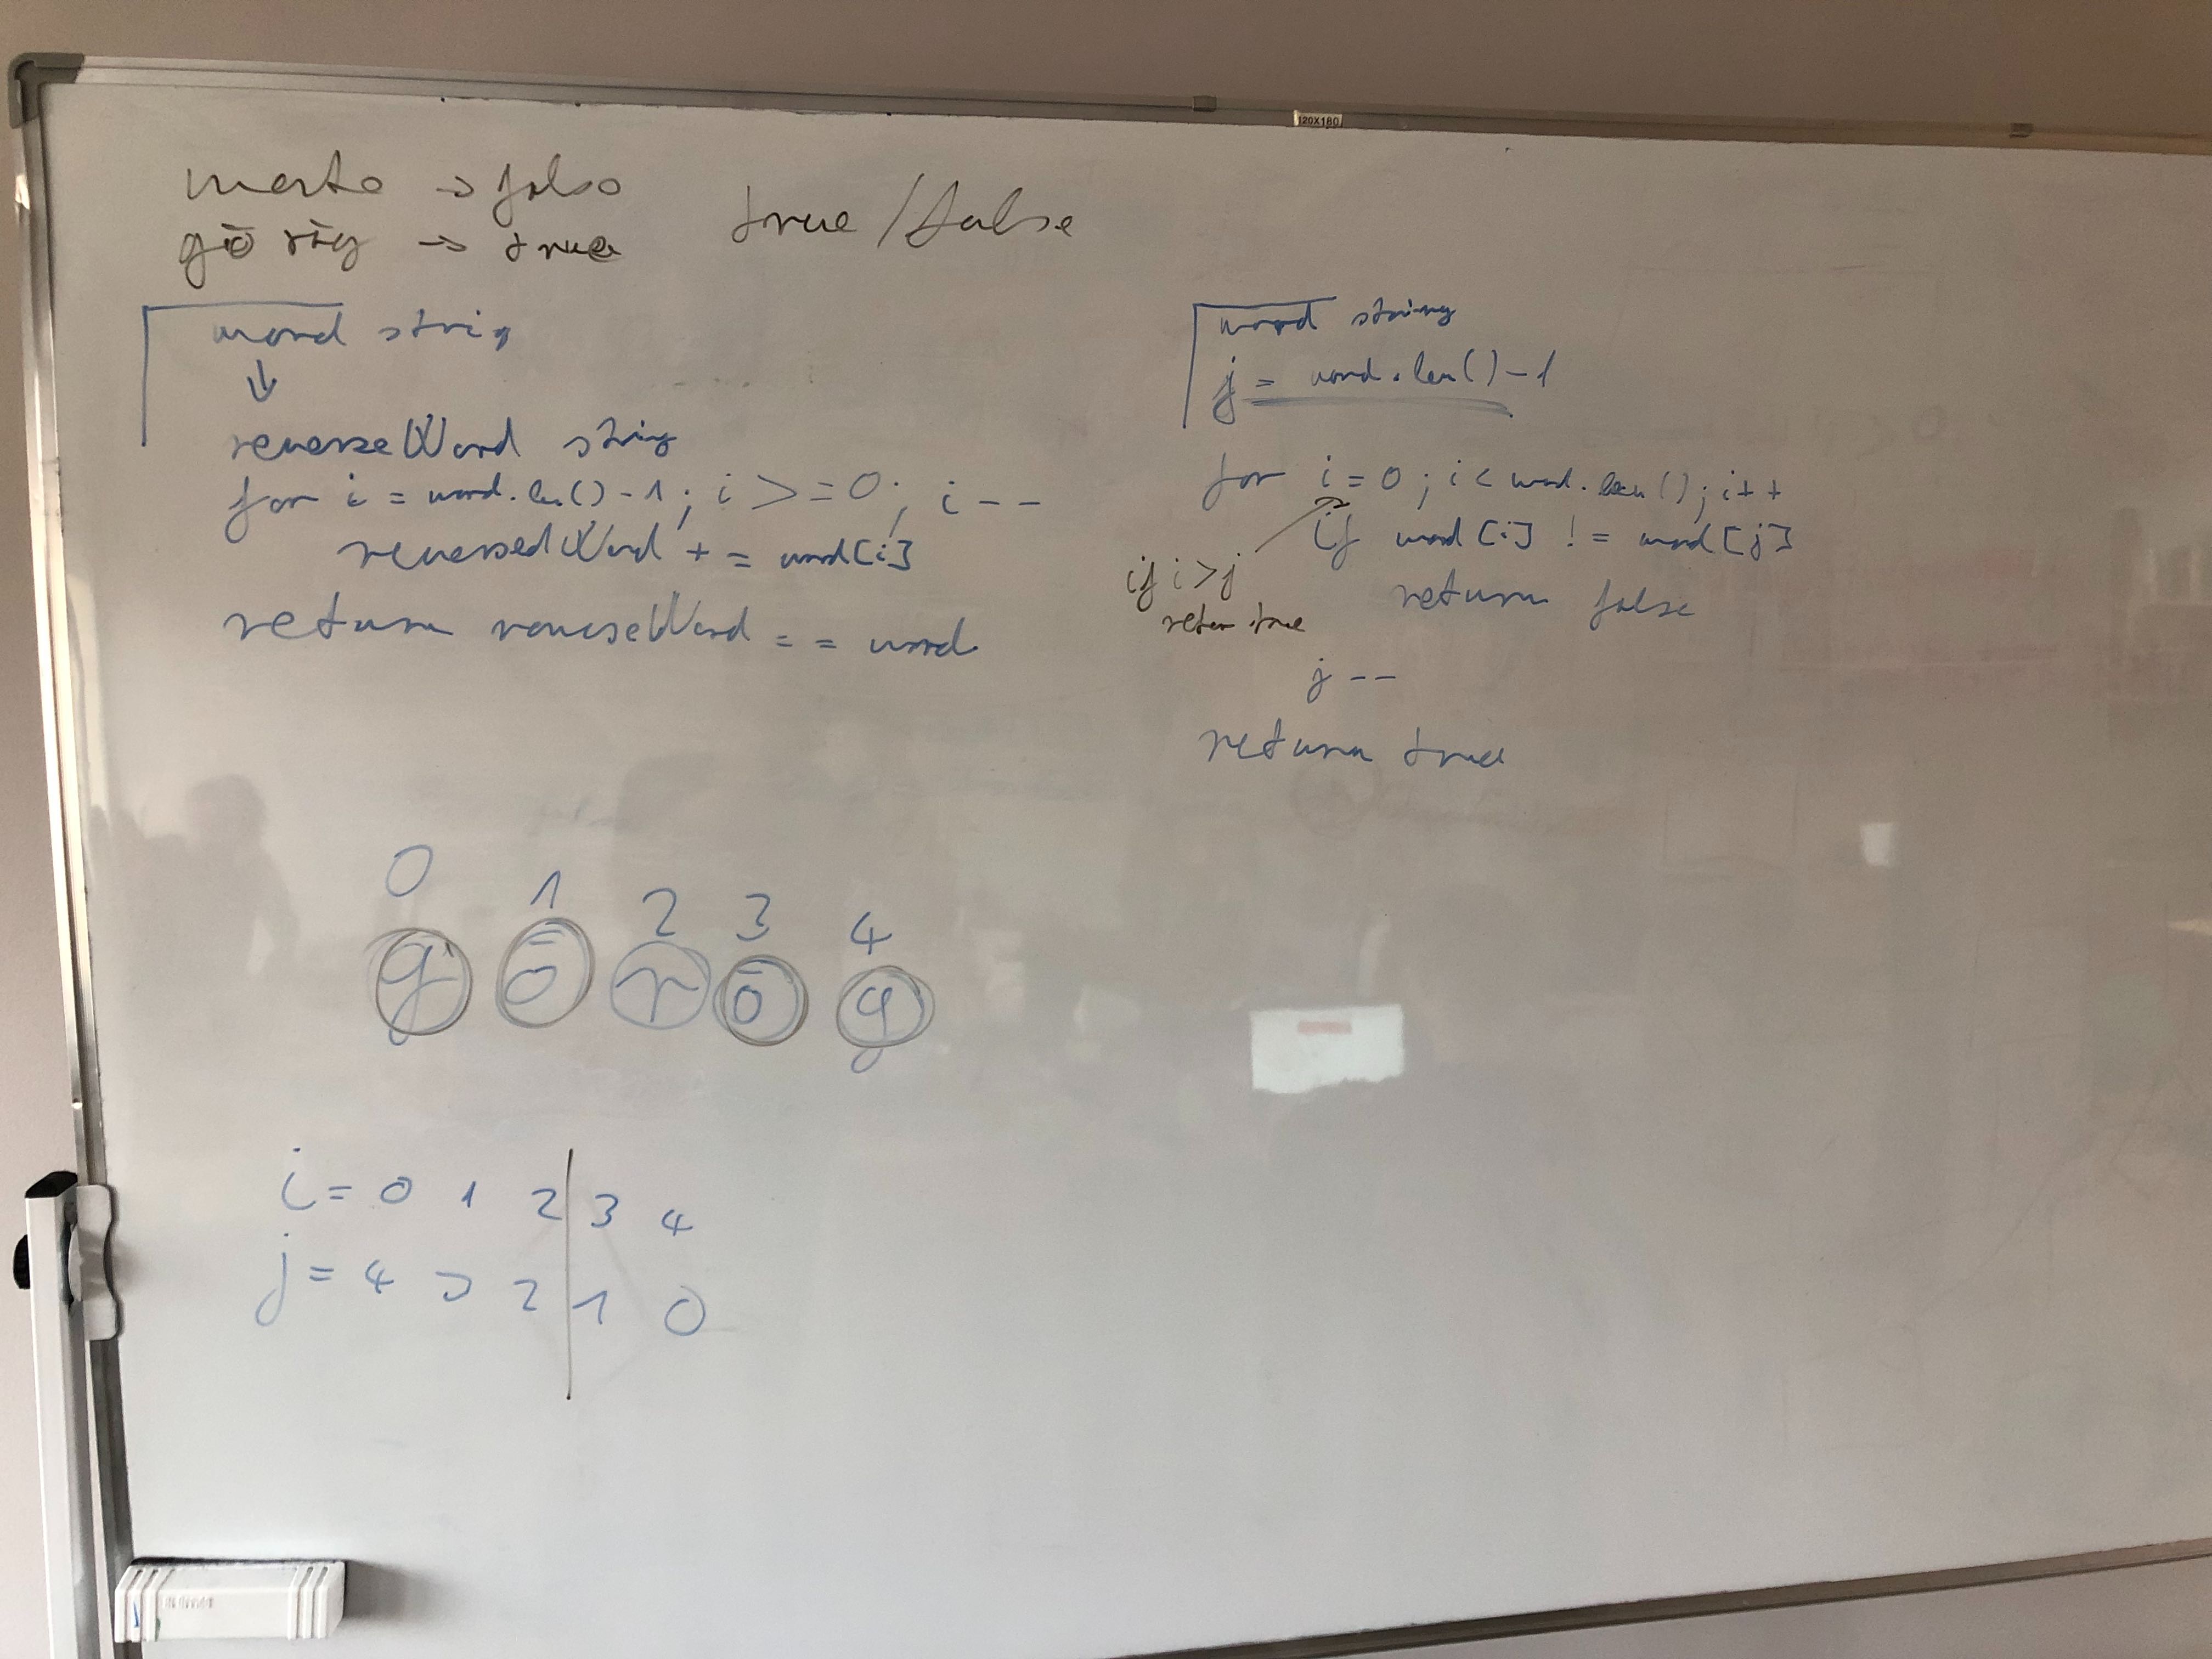 120X180
→ false
görög → true
true / false
word string
↓
reverseWord string
for i = word.len() - 1 ; i >= 0 ; i --
reversedWord + = word[i]
return reverseWord = = word
word string
j = word.len() - 1
for i = 0 ; i < word.len() ; i + +
if word [i] ! = word [j]
return false
if i > j
return true
j --
return true
0 1 2 3 4
g ö r ö g
i = 0 1 2 3 4
j = 4 3 2 1 0